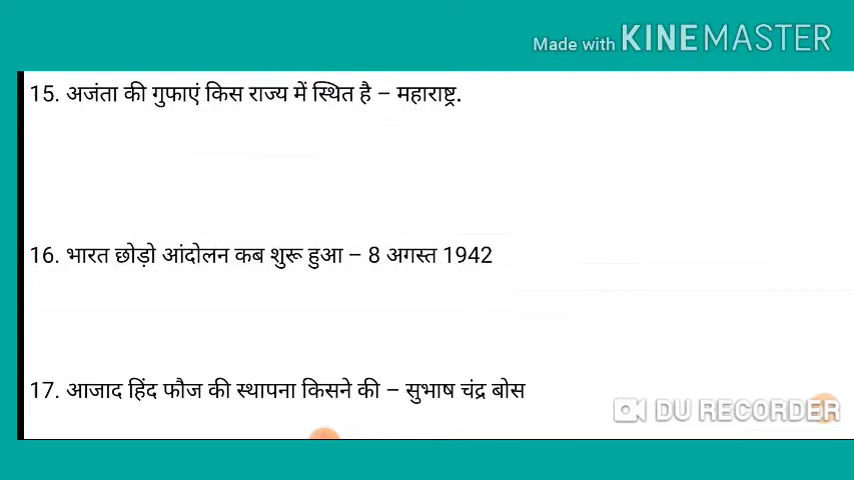 Made with KINEMASTER
15. अजंता की गुफाएं किस राज्य में स्थित है – महाराष्ट्र.
16. भारत छोड़ो आंदोलन कब शुरू हुआ – 8 अगस्त 1942
17. आजाद हिंद फौज की स्थापना किसने की – सुभाष चंद्र बोस
DU RECORDER